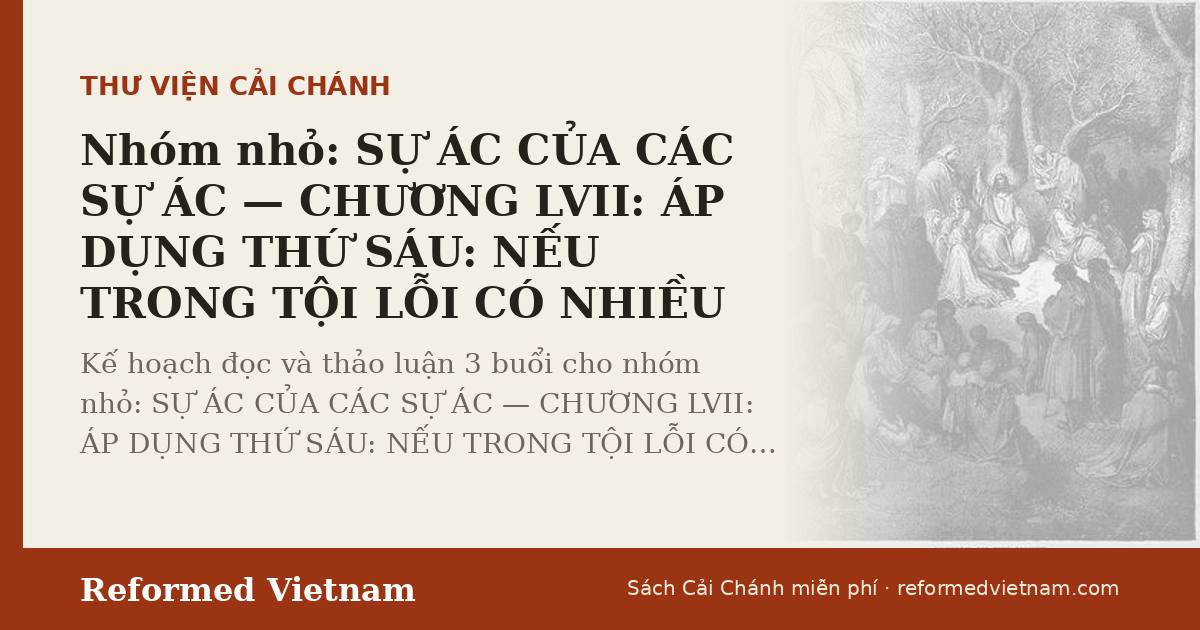 THƯ VIỆN CẢI CHÁNH
Nhóm nhỏ: SỰ ÁC CỦA CÁC
SỰ ÁC — CHƯƠNG LVII: ÁP
DỤNG THỨ SÁU: NẾU
TRONG TỘI LỖI CÓ NHIỀU
Kế hoạch đọc và thảo luận 3 buổi cho nhóm
nhỏ: SỰ ÁC CỦA CÁC SỰ ÁC — CHƯƠNG LVII:
ÁP DỤNG THỨ SÁU: NẾU TRONG TỘI LỖI CÓ...
Reformed Vietnam
Sách Cải Chánh miễn phí · reformedvietnam.com